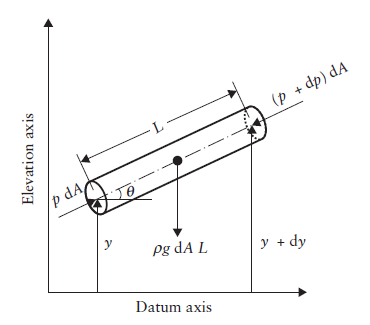 (p + dp) dA
L
p dA
θ
y
ρg dA L
y + dy
Elevation axis
Datum axis